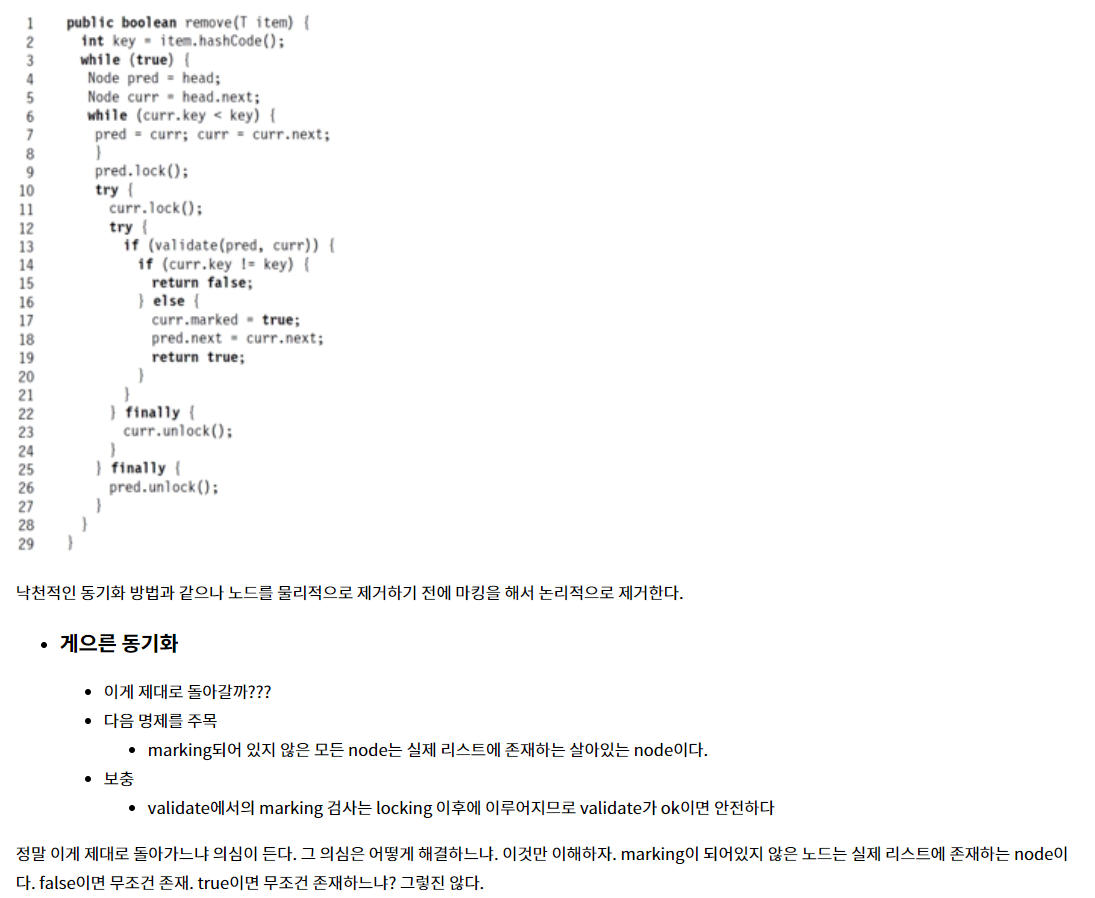 1 public boolean remove(T item) {
2 int key = item.hashCode();
3 while (true) {
4 Node pred = head;
5 Node curr = head.next;
6 while (curr.key < key) {
7 pred = curr; curr = curr.next;
8 }
9 pred.lock();
10 try {
11 curr.lock();
12 try {
13 if (validate(pred, curr)) {
14 if (curr.key != key) {
15 return false;
16 } else {
17 curr.marked = true;
18 pred.next = curr.next;
19 return true;
20 }
21 }
22 } finally {
23 curr.unlock();
24 }
25 } finally {
26 pred.unlock();
27 }
28 }
29 }
낙천적인 동기화 방법과 같으나 노드를 물리적으로 제거하기 전에 마킹을 해서 논리적으로 제거한다.
• 게으른 동기화
• 이게 제대로 돌아갈까???
• 다음 명제를 주목
• marking되어 있지 않은 모든 node는 실제 리스트에 존재하는 살아있는 node이다.
• 보충
• validate에서의 marking 검사는 locking 이후에 이루어지므로 validate가 ok이면 안전하다
정말 이게 제대로 돌아가느냐 의심이 든다. 그 의심은 어떻게 해결하느냐. 이것만 이해하자. marking이 되어있지 않은 노드는 실제 리스트에 존재하는 node이
다. false이면 무조건 존재. true이면 무조건 존재하느냐? 그렇진 않다.